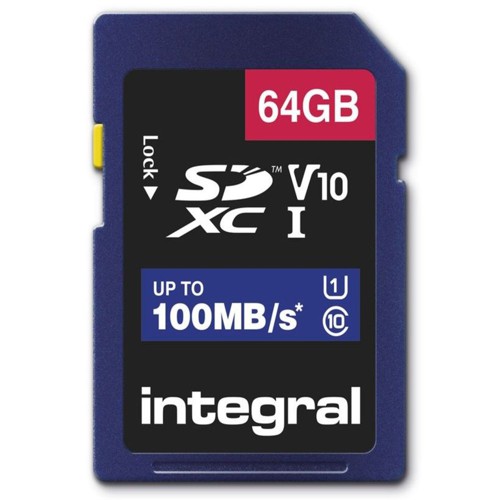 64GB
Lock
SD™ V10
XC I
UP TO
100MB/s*
1
10
integral